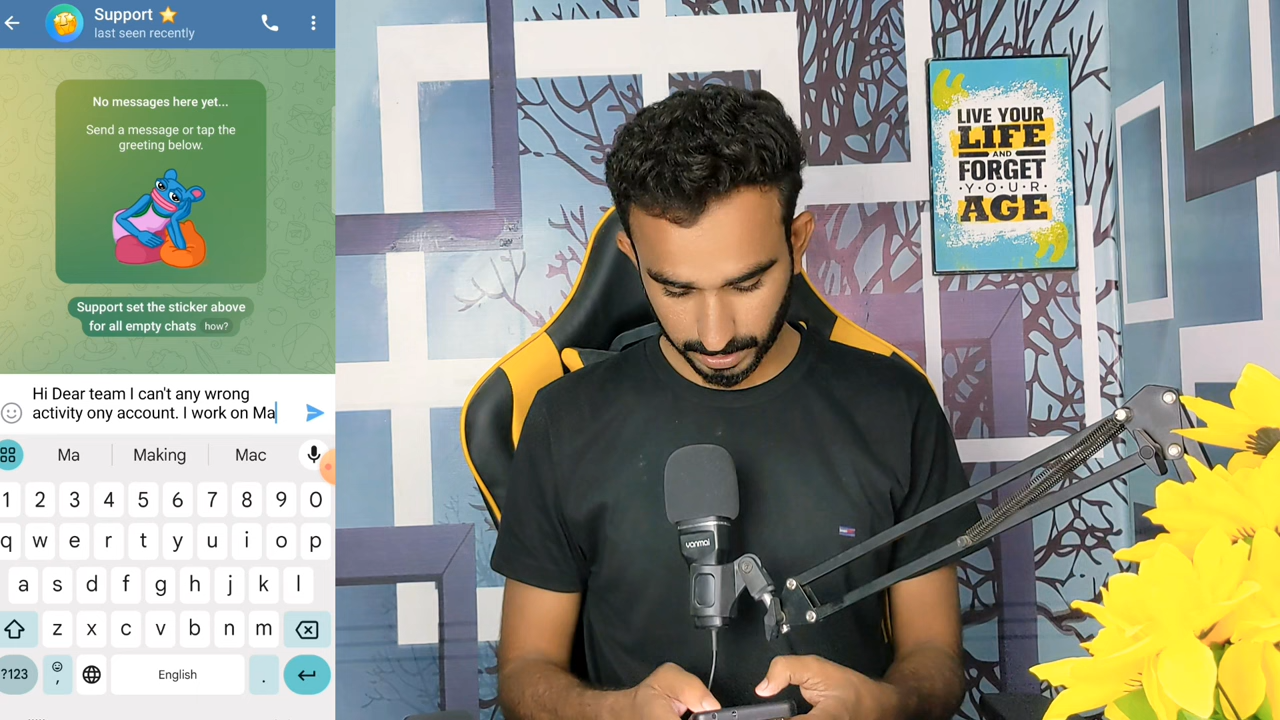 Support ⭐
last seen recently
No messages here yet...
Send a message or tap the
greeting below.
Support set the sticker above
for all empty chats how?
Hi Dear team I can't any wrong
activity ony account. I work on Ma
Ma Making Mac
1 2 3 4 5 6 7 8 9 0
q w e r t y u i o p
a s d f g h j k l
z x c v b n m
?123 , English .
LIVE YOUR
LIFE
AND
FORGET
·Y·O·U·R·
AGE
vanmai